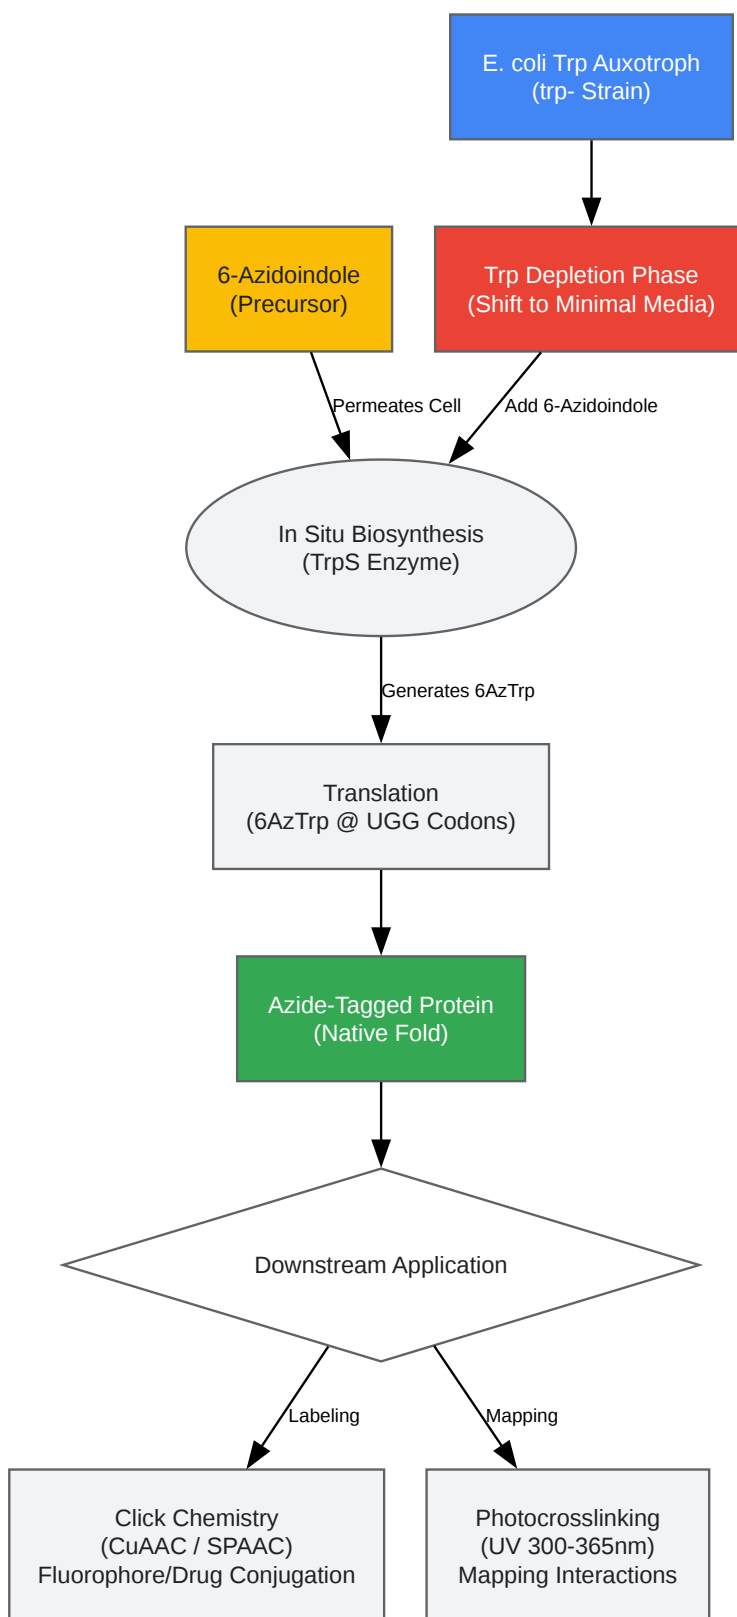 E. coli Trp Auxotroph
(trp- Strain)
6-Azidoindole
(Precursor)
Trp Depletion Phase
(Shift to Minimal Media)
Permeates Cell
Add 6-Azidoindole
In Situ Biosynthesis
(TrpS Enzyme)
Generates 6AzTrp
Translation
(6AzTrp @ UGG Codons)
Azide-Tagged Protein
(Native Fold)
Downstream Application
Labeling
Mapping
Click Chemistry
(CuAAC / SPAAC)
Fluorophore/Drug Conjugation
Photocrosslinking
(UV 300-365nm)
Mapping Interactions